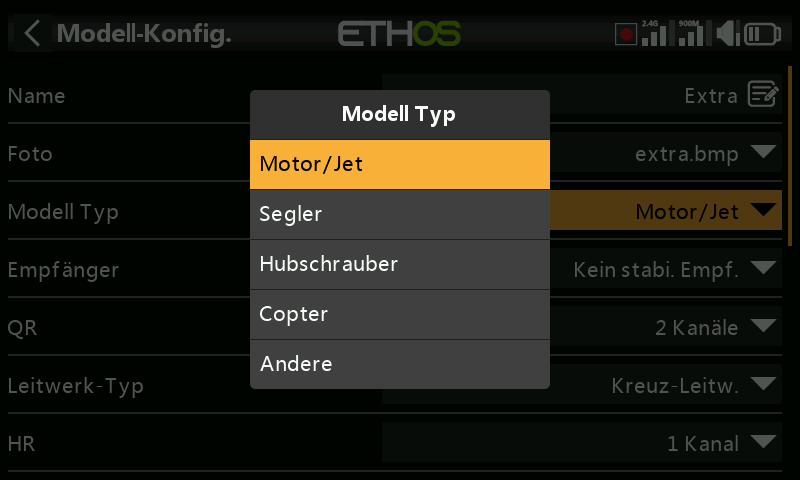 Modell-Konfig.
ETHOS
2.4G
900M
Name
Extra
Foto
extra.bmp
Modell Typ
Motor/Jet
Empfänger
Kein stabi. Empf.
QR
2 Kanäle
Leitwerk-Typ
Kreuz-Leitw.
HR
1 Kanal
Modell Typ
Motor/Jet
Segler
Hubschrauber
Copter
Andere